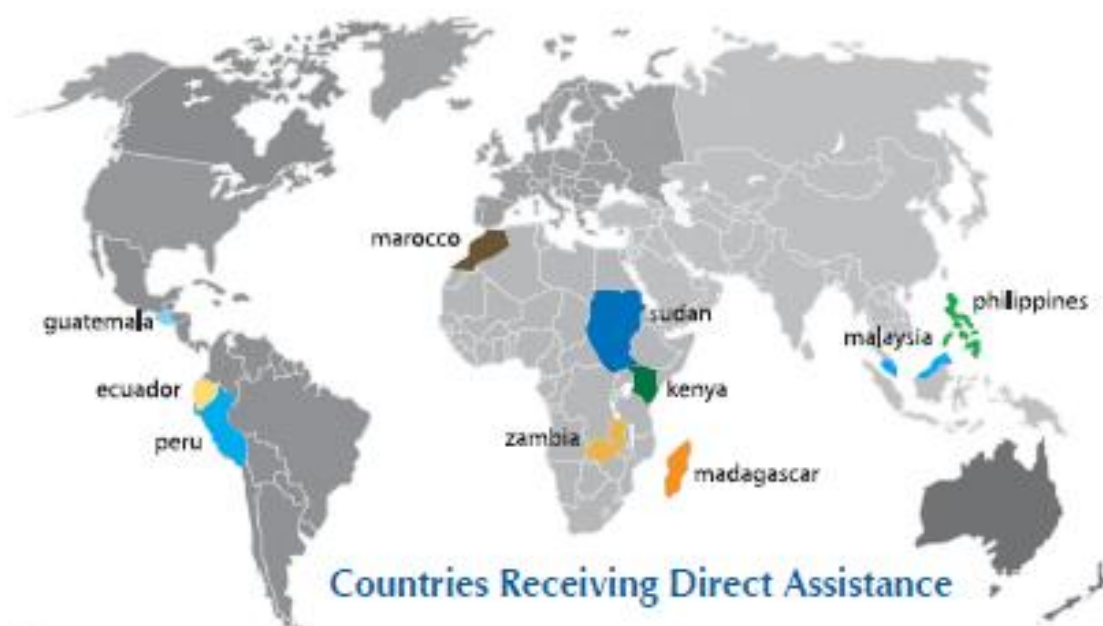 marocco
philippines
guatemala
sudan
malaysia
ecuador
kenya
peru
zambia
madagascar
Countries Receiving Direct Assistance